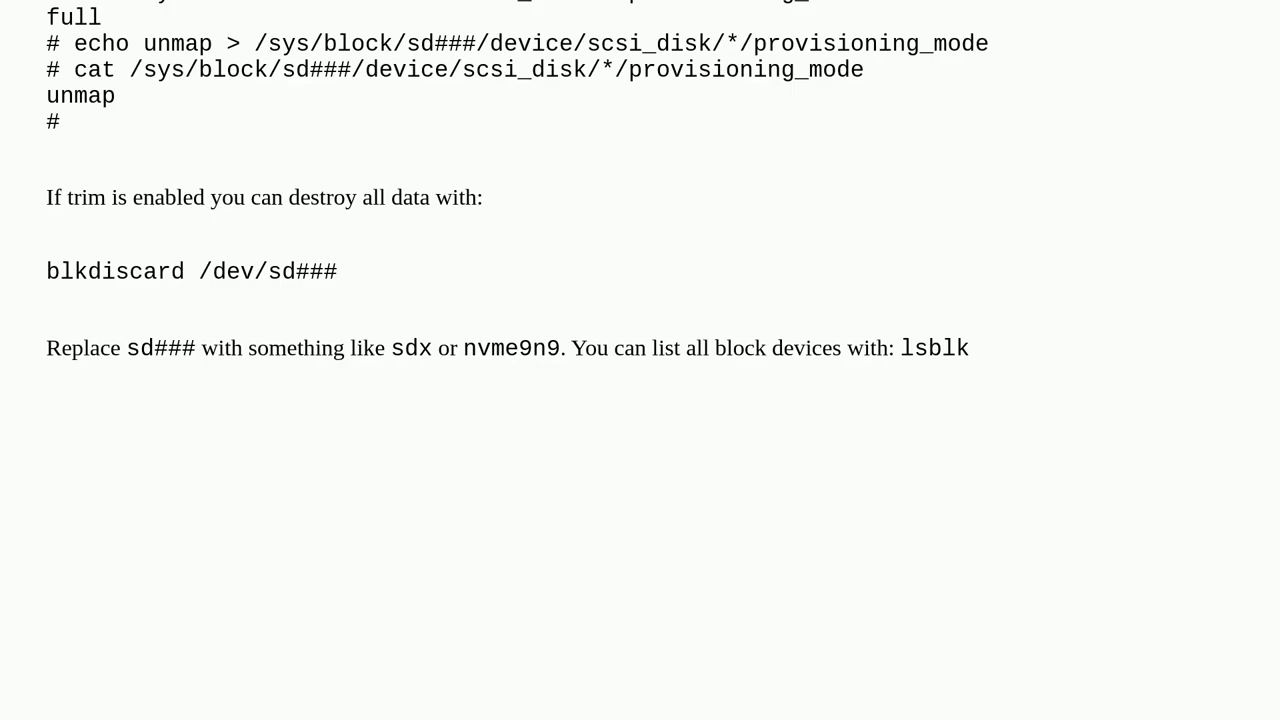 full
# echo unmap > /sys/block/sd###/device/scsi_disk/*/provisioning_mode
# cat /sys/block/sd###/device/scsi_disk/*/provisioning_mode
unmap
#
If trim is enabled you can destroy all data with:
blkdiscard /dev/sd###
Replace sd### with something like sdx or nvme9n9. You can list all block devices with: lsblk